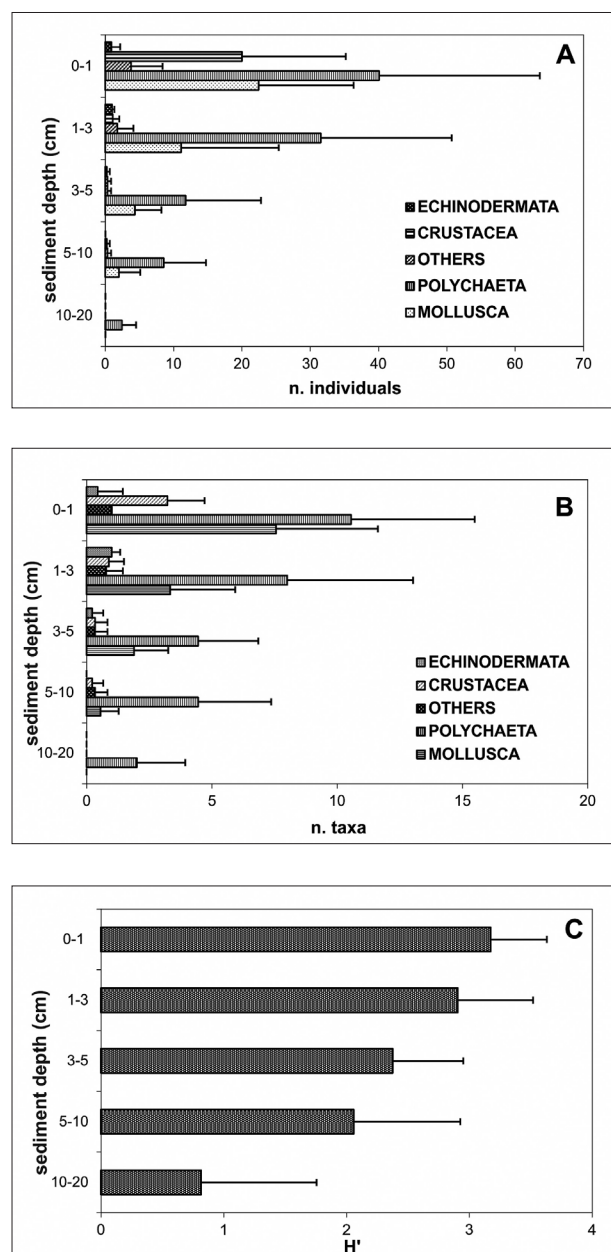 A
sediment depth (cm)
0-1
1-3
3-5
5-10
10-20
ECHINODERMATA
CRUSTACEA
OTHERS
POLYCHAETA
MOLLUSCA
0 10 20 30 40 50 60 70
n. individuals
B
sediment depth (cm)
0-1
1-3
3-5
5-10
10-20
ECHINODERMATA
CRUSTACEA
OTHERS
POLYCHAETA
MOLLUSCA
0 5 10 15 20
n. taxa
C
sediment depth (cm)
0-1
1-3
3-5
5-10
10-20
0 1 2 3 4
H'